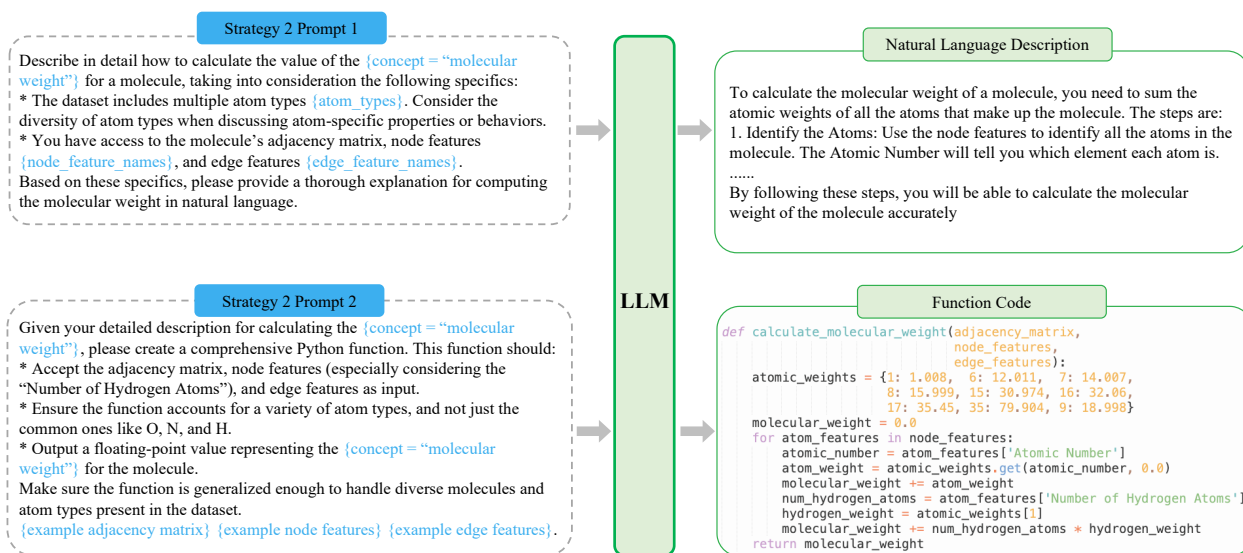 Strategy 2 Prompt 1
Describe in detail how to calculate the value of the {concept = “molecular
weight”} for a molecule, taking into consideration the following specifics:
* The dataset includes multiple atom types {atom_types}. Consider the
diversity of atom types when discussing atom-specific properties or behaviors.
* You have access to the molecule’s adjacency matrix, node features
{node_feature_names}, and edge features {edge_feature_names}.
Based on these specifics, please provide a thorough explanation for computing
the molecular weight in natural language.
Natural Language Description
To calculate the molecular weight of a molecule, you need to sum the
atomic weights of all the atoms that make up the molecule. The steps are:
1. Identify the Atoms: Use the node features to identify all the atoms in the
molecule. The Atomic Number will tell you which element each atom is.
......
By following these steps, you will be able to calculate the molecular
weight of the molecule accurately
LLM
Strategy 2 Prompt 2
Given your detailed description for calculating the {concept = “molecular
weight”}, please create a comprehensive Python function. This function should:
* Accept the adjacency matrix, node features (especially considering the
“Number of Hydrogen Atoms”), and edge features as input.
* Ensure the function accounts for a variety of atom types, and not just the
common ones like O, N, and H.
* Output a floating-point value representing the {concept = “molecular
weight”} for the molecule.
Make sure the function is generalized enough to handle diverse molecules and
atom types present in the dataset.
{example adjacency matrix} {example node features} {example edge features}.
Function Code
def calculate_molecular_weight(adjacency_matrix,
node_features,
edge_features):
atomic_weights = {1: 1.008, 6: 12.011, 7: 14.007,
8: 15.999, 15: 30.974, 16: 32.06,
17: 35.45, 35: 79.904, 9: 18.998}
molecular_weight = 0.0
for atom_features in node_features:
atomic_number = atom_features['Atomic Number']
atom_weight = atomic_weights.get(atomic_number, 0.0)
molecular_weight += atom_weight
num_hydrogen_atoms = atom_features['Number of Hydrogen Atoms']
hydrogen_weight = atomic_weights[1]
molecular_weight += num_hydrogen_atoms * hydrogen_weight
return molecular_weight